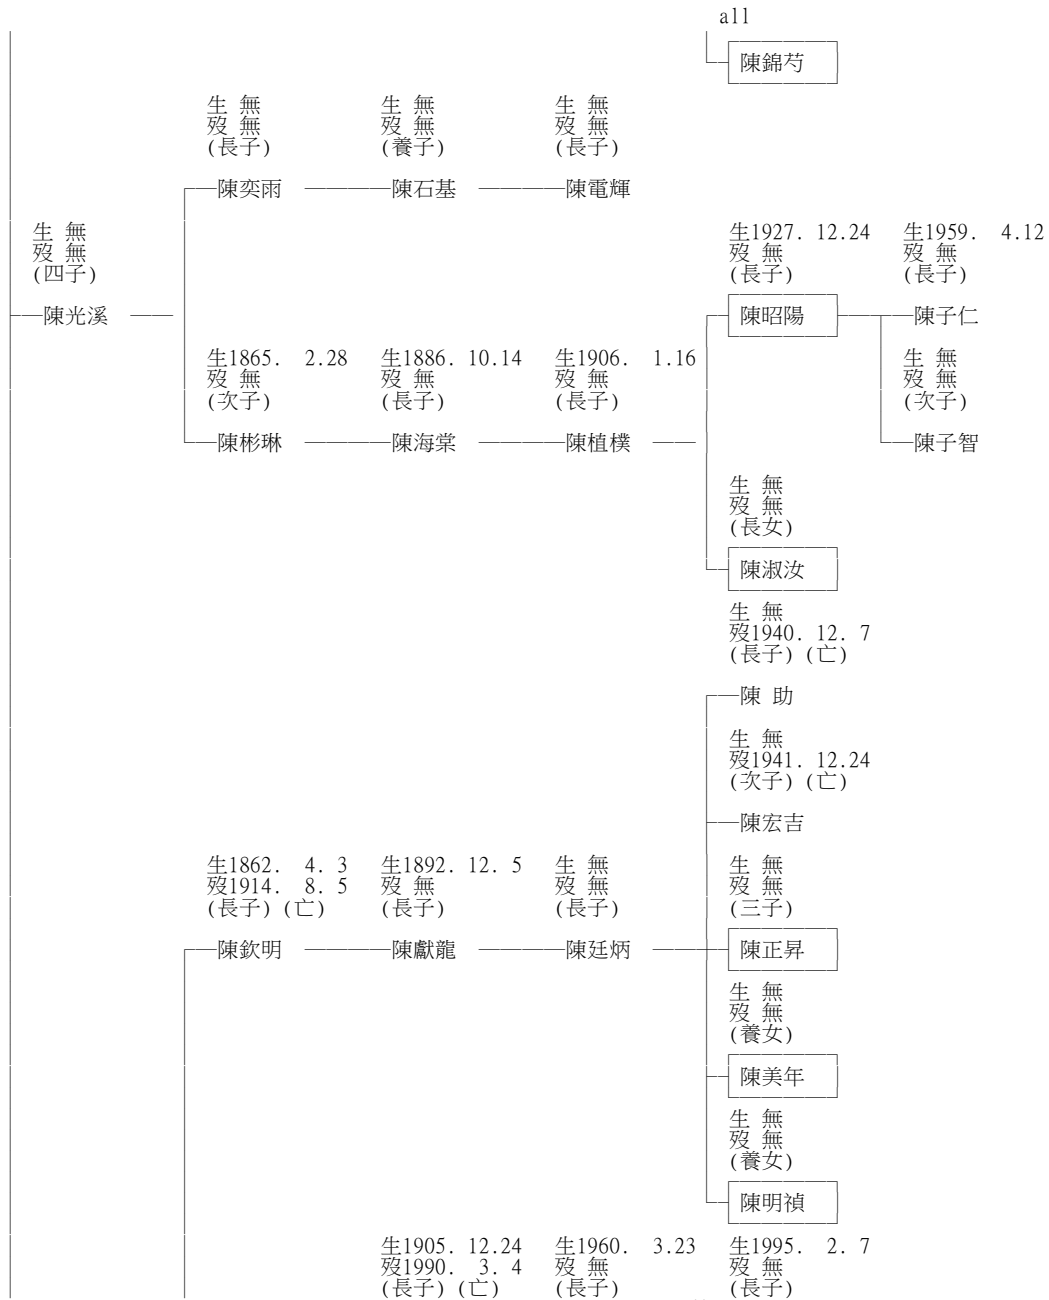 all
陳錦芍
生 無 生 無 生 無
歿 無 歿 無 歿 無
(長子) (養子) (長子)
陳奕雨 陳石基 陳電輝
生 無 生1927. 12.24 生1959. 4.12
歿 無 歿 無 歿 無
(四子) (長子) (長子)
陳光溪 陳昭陽 陳子仁
生1865. 2.28 生1886. 10.14 生1906. 1.16 生 無
歿 無 歿 無 歿 無 歿 無
(次子) (長子) (長子) (次子)
陳彬琳 陳海棠 陳植樸 陳子智
生 無
歿 無
(長女)
陳淑汝
生 無
歿1940. 12. 7
(長子) (亡)
陳 助
生 無
歿1941. 12.24
(次子) (亡)
陳宏吉
生1862. 4. 3 生1892. 12. 5 生 無 生 無
歿1914. 8. 5 歿 無 歿 無 歿 無
(長子) (亡) (長子) (長子) (三子)
陳欽明 陳獻龍 陳廷炳 陳正昇
生 無
歿 無
(養女)
陳美年
生 無
歿 無
(養女)
陳明禎
生1905. 12.24 生1960. 3.23 生1995. 2. 7
歿1990. 3. 4 歿 無 歿 無
(長子) (亡) (長子) (長子)